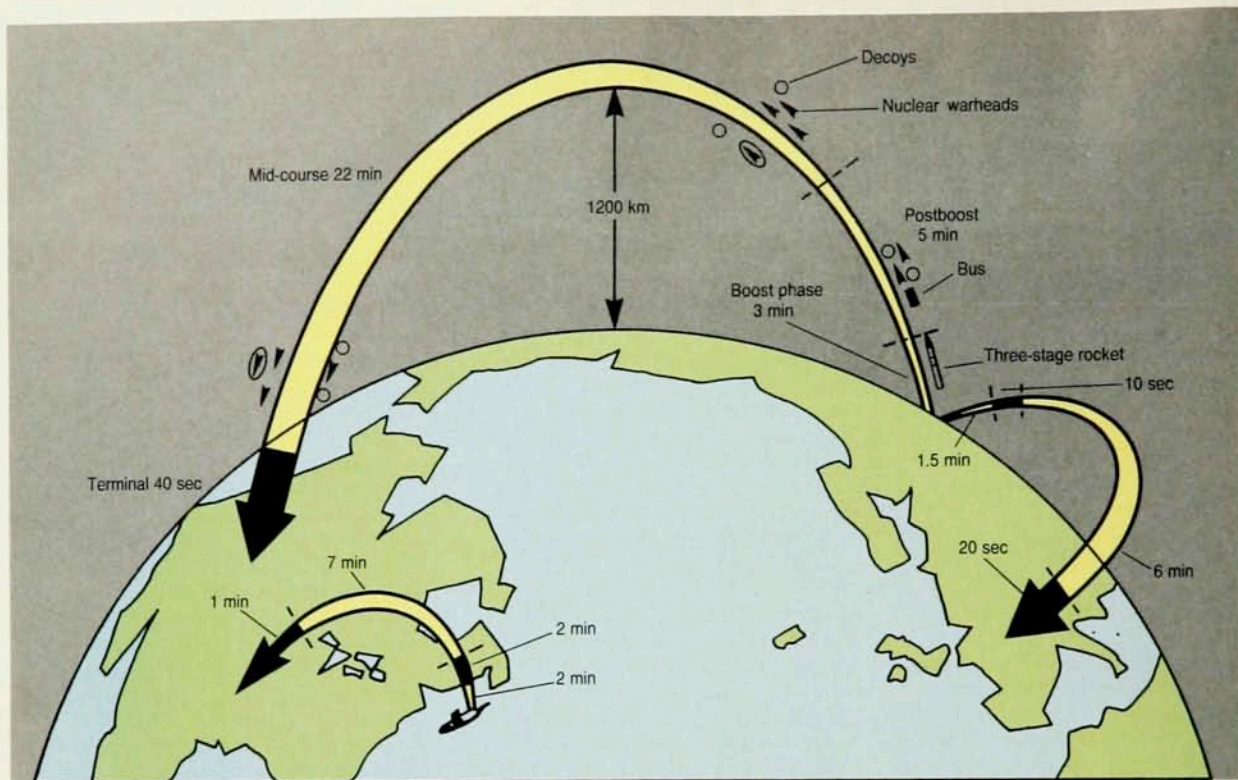 Decoys
Nuclear warheads
Mid-course 22 min
1200 km
Postboost
5 min
Bus
Boost phase
3 min
Three-stage rocket
10 sec
1.5 min
Terminal 40 sec
20 sec
6 min
7 min
1 min
2 min
2 min